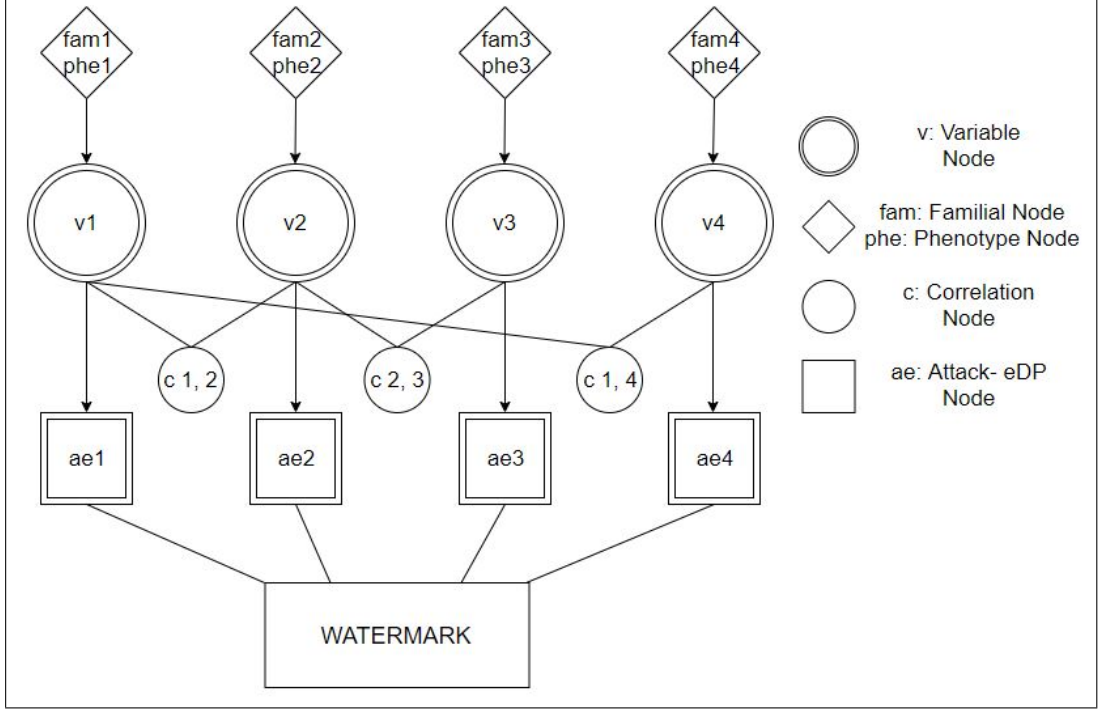 fam1
phe1
fam2
phe2
fam3
phe3
fam4
phe4
v1
v2
v3
v4
c 1, 2
c 2, 3
c 1, 4
ae1
ae2
ae3
ae4
WATERMARK
v: Variable
Node
fam: Familial Node
phe: Phenotype Node
c: Correlation
Node
ae: Attack- eDP
Node